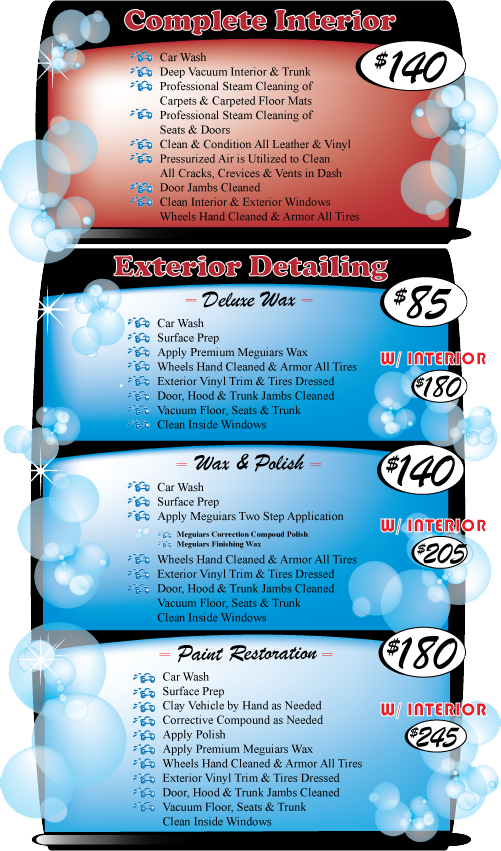 Complete Interior
$140
Car Wash
Deep Vacuum Interior & Trunk
Professional Steam Cleaning of
Carpets & Carpeted Floor Mats
Professional Steam Cleaning of
Seats & Doors
Clean & Condition All Leather & Vinyl
Pressurized Air is Utilized to Clean
All Cracks, Crevices & Vents in Dash
Door Jambs Cleaned
Clean Interior & Exterior Windows
Wheels Hand Cleaned & Armor All Tires
Exterior Detailing
= Deluxe Wax =
$85
Car Wash
Surface Prep
Apply Premium Meguiars Wax
W/ INTERIOR
Wheels Hand Cleaned & Armor All Tires
Exterior Vinyl Trim & Tires Dressed
$180
Door, Hood & Trunk Jambs Cleaned
Vacuum Floor, Seats & Trunk
Clean Inside Windows
= Wax & Polish =
$140
Car Wash
Surface Prep
Apply Meguiars Two Step Application
W/ INTERIOR
Meguiars Correction Compoud Polish
Meguiars Finishing Wax
$205
Wheels Hand Cleaned & Armor All Tires
Exterior Vinyl Trim & Tires Dressed
Door, Hood & Trunk Jambs Cleaned
Vacuum Floor, Seats & Trunk
Clean Inside Windows
= Paint Restoration =
$180
Car Wash
Surface Prep
Clay Vehicle by Hand as Needed
W/ INTERIOR
Corrective Compound as Needed
Apply Polish
$245
Apply Premium Meguiars Wax
Wheels Hand Cleaned & Armor All Tires
Exterior Vinyl Trim & Tires Dressed
Door, Hood & Trunk Jambs Cleaned
Vacuum Floor, Seats & Trunk
Clean Inside Windows